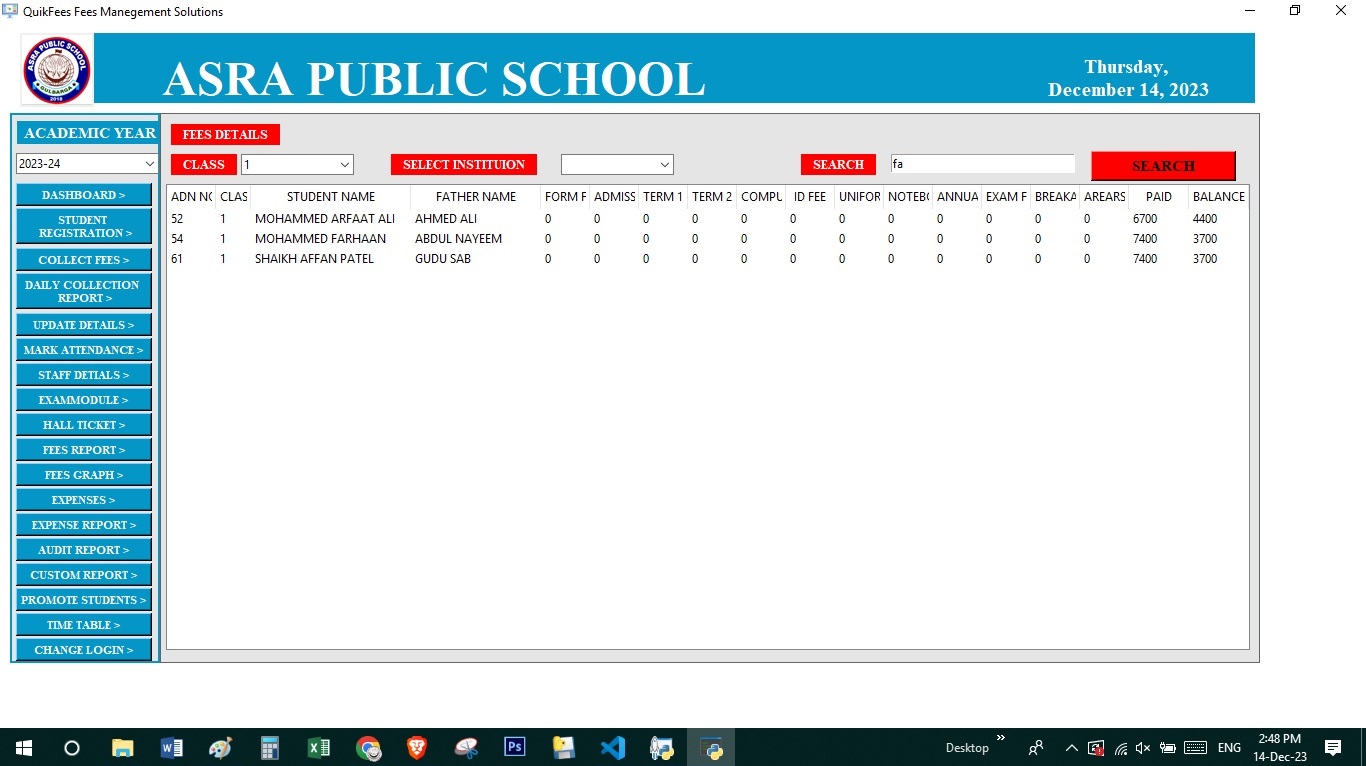 QuikFees Fees Manegement Solutions
ASRA PUBLIC SCHOOL
GULBARGA
2018
ASRA PUBLIC SCHOOL
Thursday,
December 14, 2023
ACADEMIC YEAR
2023-24
DASHBOARD >
STUDENT
REGISTRATION >
COLLECT FEES >
DAILY COLLECTION
REPORT >
UPDATE DETAILS >
MARK ATTENDANCE >
STAFF DETIALS >
EXAMMODULE >
HALL TICKET >
FEES REPORT >
FEES GRAPH >
EXPENSES >
EXPENSE REPORT >
AUDIT REPORT >
CUSTOM REPORT >
PROMOTE STUDENTS >
TIME TABLE >
CHANGE LOGIN >
FEES DETAILS
CLASS 1 SELECT INSTITUION SEARCH fa SEARCH
ADN NO CLAS STUDENT NAME FATHER NAME FORM F ADMISS TERM 1 TERM 2 COMPU ID FEE UNIFOR NOTEB ANNUA EXAM F BREAKA AREARS PAID BALANCE
52 1 MOHAMMED ARFAAT ALI AHMED ALI 0 0 0 0 0 0 0 0 0 0 0 0 6700 4400
54 1 MOHAMMED FARHAAN ABDUL NAYEEM 0 0 0 0 0 0 0 0 0 0 0 0 7400 3700
61 1 SHAIKH AFFAN PATEL GUDU SAB 0 0 0 0 0 0 0 0 0 0 0 0 7400 3700
Desktop
ENG
2:48 PM
14-Dec-23
Ps